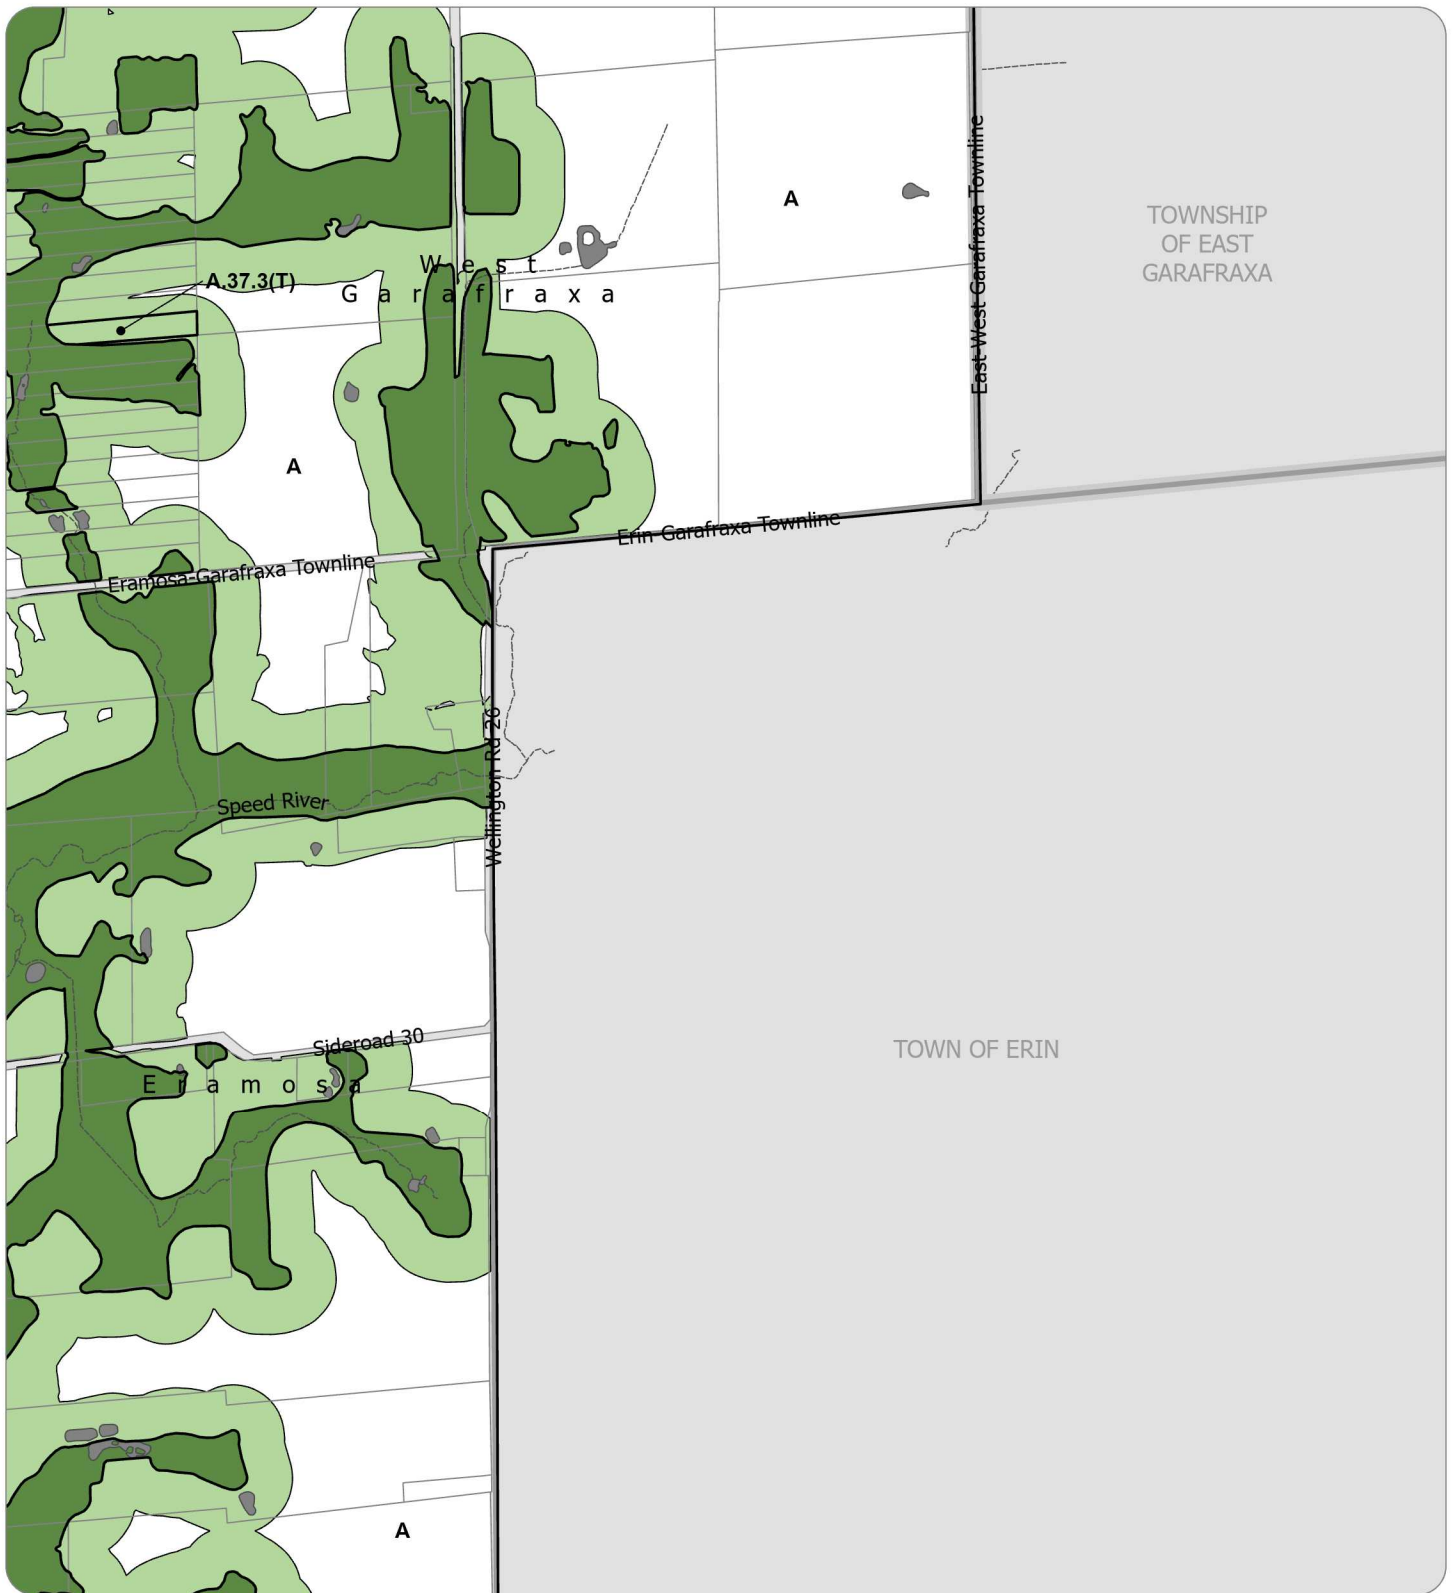 A
East-West Garafraxa Townline
TOWNSHIP
OF EAST
GARAFRAXA
A.37.3(T)
West
Garafraxa
A
Erin Garafraxa Townline
Eramosa-Garafraxa Townline
Wellington Rd 26
Speed River
Sideroad 30
Eramosa
TOWN OF ERIN
A